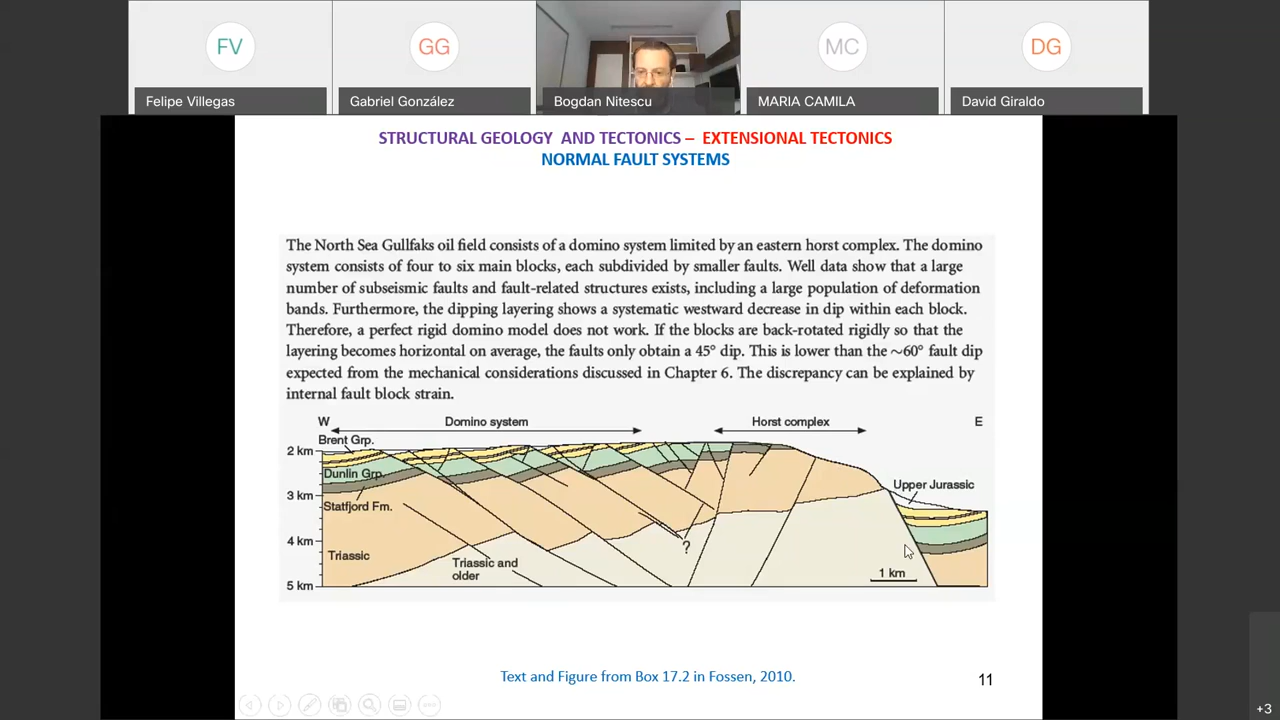 FV
GG
MC
DG
Felipe Villegas
Gabriel González
Bogdan Nitescu
MARIA CAMILA
David Giraldo
STRUCTURAL GEOLOGY AND TECTONICS – EXTENSIONAL TECTONICS
NORMAL FAULT SYSTEMS
The North Sea Gullfaks oil field consists of a domino system limited by an eastern horst complex. The domino
system consists of four to six main blocks, each subdivided by smaller faults. Well data show that a large
number of subseismic faults and fault-related structures exists, including a large population of deformation
bands. Furthermore, the dipping layering shows a systematic westward decrease in dip within each block.
Therefore, a perfect rigid domino model does not work. If the blocks are back-rotated rigidly so that the
layering becomes horizontal on average, the faults only obtain a 45° dip. This is lower than the ~60° fault dip
expected from the mechanical considerations discussed in Chapter 6. The discrepancy can be explained by
internal fault block strain.
W
Domino system
Horst complex
E
Brent Grp.
2 km
Dunlin Grp.
Upper Jurassic
3 km
Statfjord Fm.
4 km
?
Triassic
Triassic and
older
1 km
5 km
Text and Figure from Box 17.2 in Fossen, 2010.
11
+3